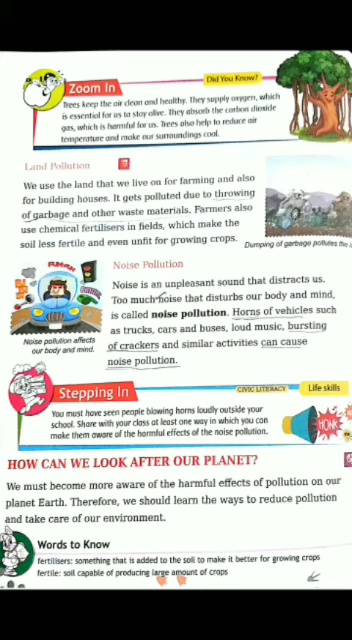 Did You Know?
Zoom In
Trees keep the air clean and healthy. They supply oxygen, which
is essential for us to stay alive. They absorb the carbon dioxide
gas, which is harmful for us. Trees also help to reduce air
temperature and make our surroundings cool.
Land Pollution
We use the land that we live on for farming and also
for building houses. It gets polluted due to throwing
of garbage and other waste materials. Farmers also
use chemical fertilisers in fields, which make the
soil less fertile and even unfit for growing crops.
Dumping of garbage pollutes the
Noise Pollution
Noise is an unpleasant sound that distracts us.
Too much noise that disturbs our body and mind,
is called noise pollution. Horns of vehicles such
as trucks, cars and buses, loud music, bursting
of crackers and similar activities can cause
noise pollution.
Noise pollution affects
our body and mind.
Stepping In
CIVIC LITERACY
Life skills
You must have seen people blowing horns loudly outside your
school. Share with your class at least one way in which you can
make them aware of the harmful effects of the noise pollution.
HONK
HOW CAN WE LOOK AFTER OUR PLANET?
We must become more aware of the harmful effects of pollution on our
planet Earth. Therefore, we should learn the ways to reduce pollution
and take care of our environment.
Words to Know
fertilisers: something that is added to the soil to make it better for growing crops
fertile: soil capable of producing large amount of crops